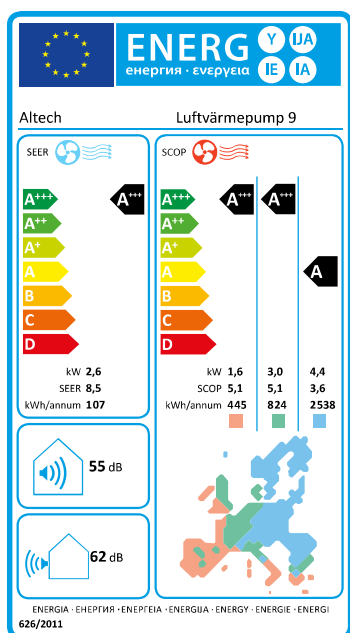 ENERG Y IJA
енергия · ενεργεια IE IA
Altech Luftvärmepump 9
SEER SCOP
A+++ A+++ A+++ A+++ A+++
A++ A++
A+ A+
A A A
B B
C C
D D
kW 2,6 kW 1,6 3,0 4,4
SEER 8,5 SCOP 5,1 5,1 3,6
kWh/annum 107 kWh/annum 445 824 2538
55 dB
62 dB
ENERGIA · ЕНЕРГИЯ · ΕΝΕΡΓΕΙΑ · ENERGIJA · ENERGY · ENERGIE · ENERGI
626/2011